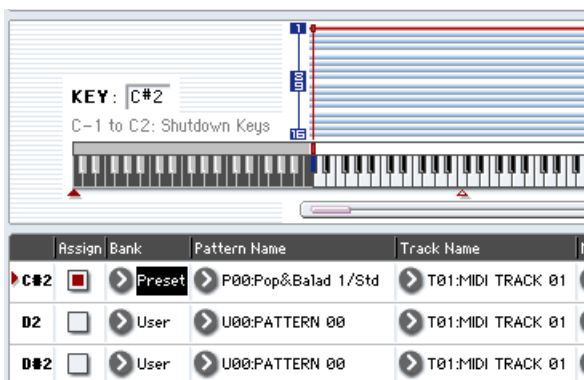 1
KEY: C#2
09
16
C-1 to C2: Shutdown Keys
Assign Bank Pattern Name Track Name
C#2 Preset P00:Pop&Balad 1/Std T01:MIDI TRACK 01
D2 User U00:PATTERN 00 T01:MIDI TRACK 01
D#2 User U00:PATTERN 00 T01:MIDI TRACK 01